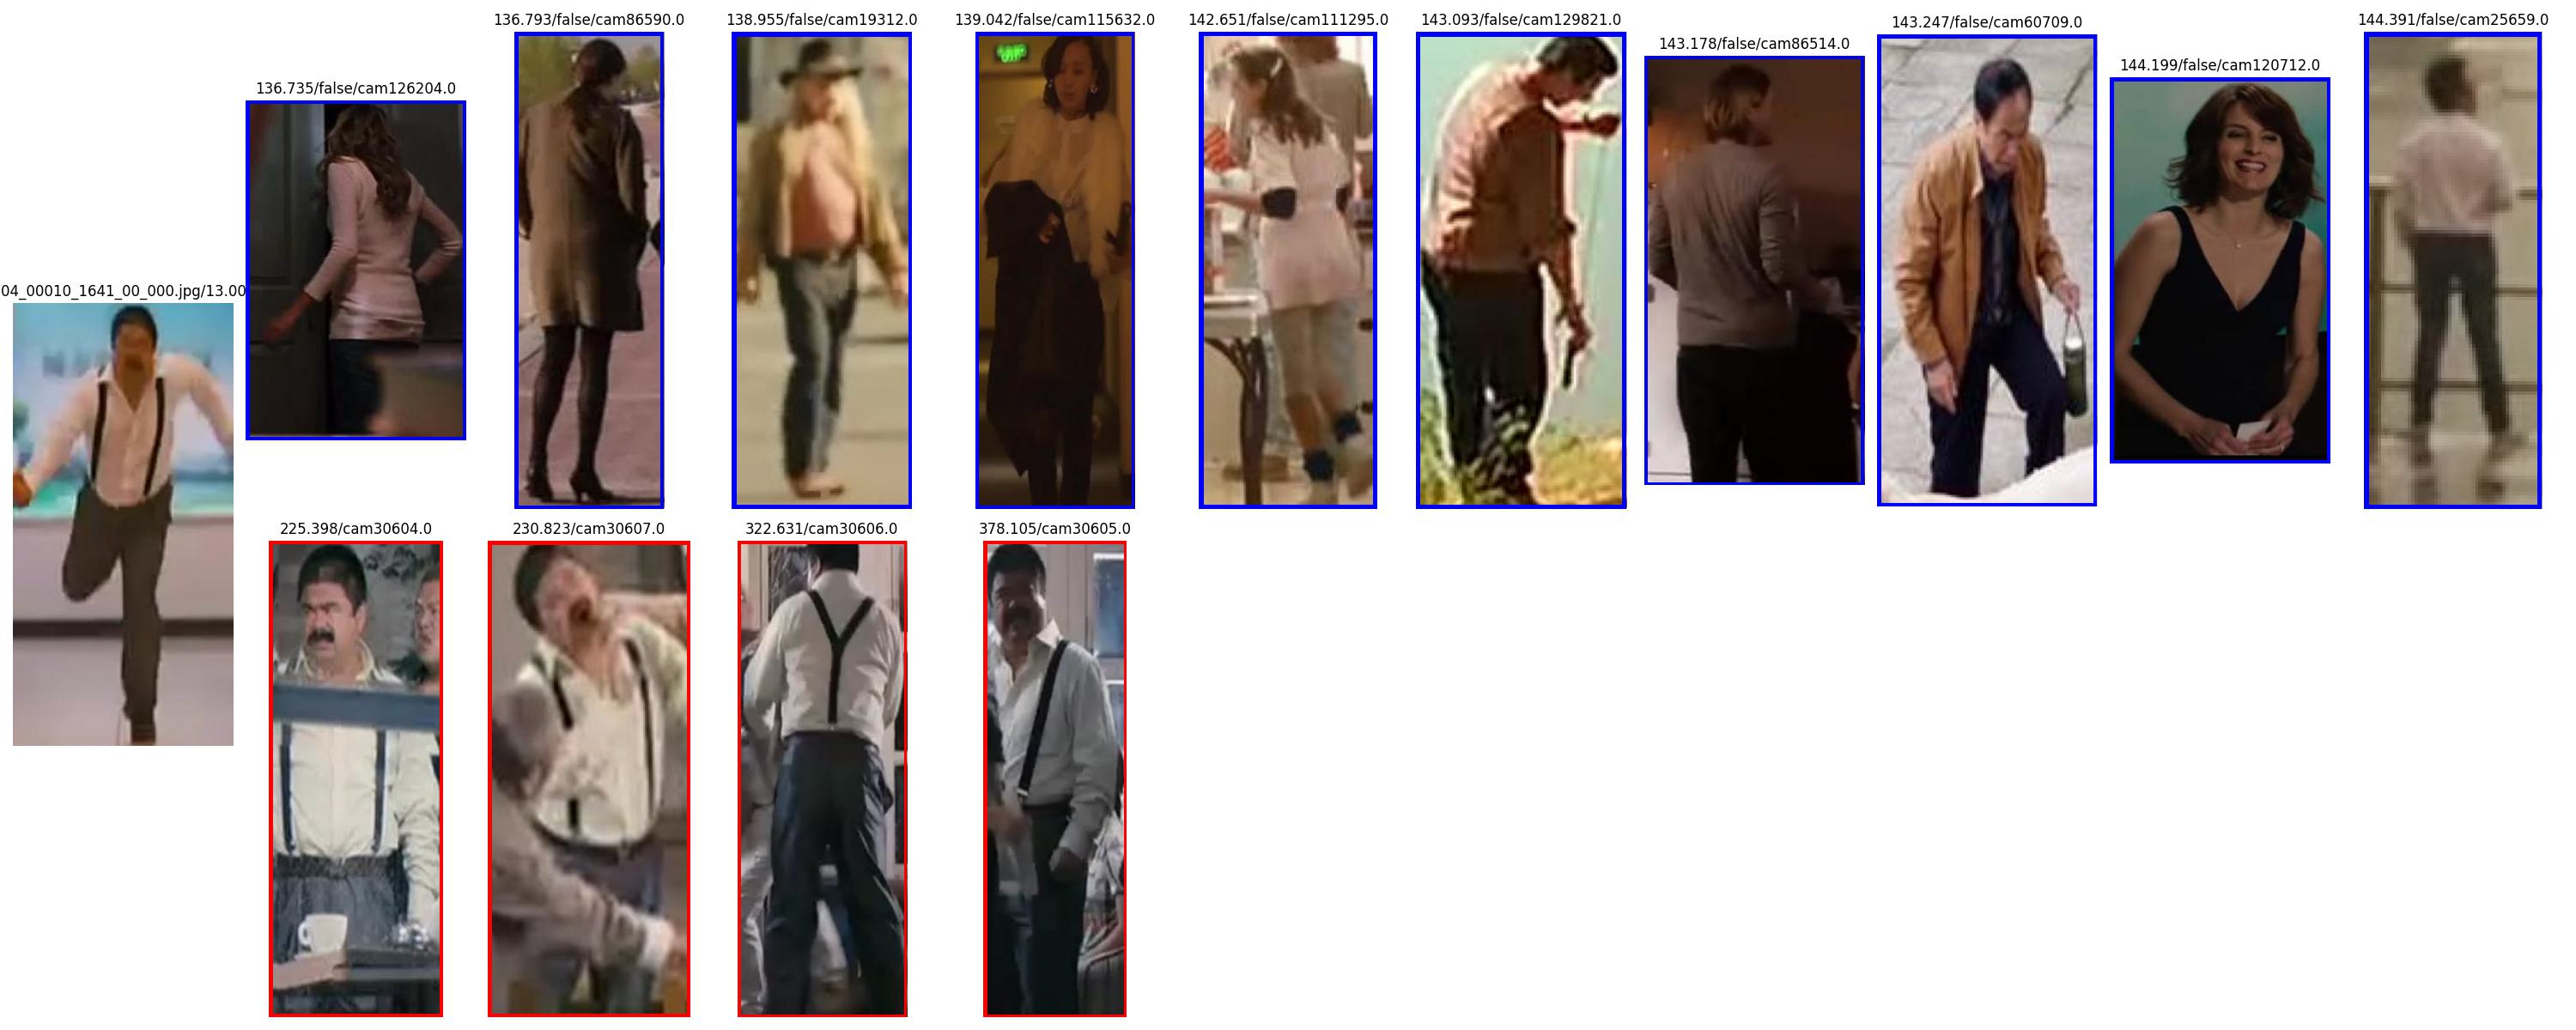 136.793/false/cam86590.0
138.955/false/cam19312.0
139.042/false/cam115632.0
142.651/false/cam111295.0
143.093/false/cam129821.0
143.247/false/cam60709.0
144.391/false/cam25659.0
143.178/false/cam86514.0
144.199/false/cam120712.0
136.735/false/cam126204.0
04_00010_1641_00_000.jpg/13.00
225.398/cam30604.0
230.823/cam30607.0
322.631/cam30606.0
378.105/cam30605.0